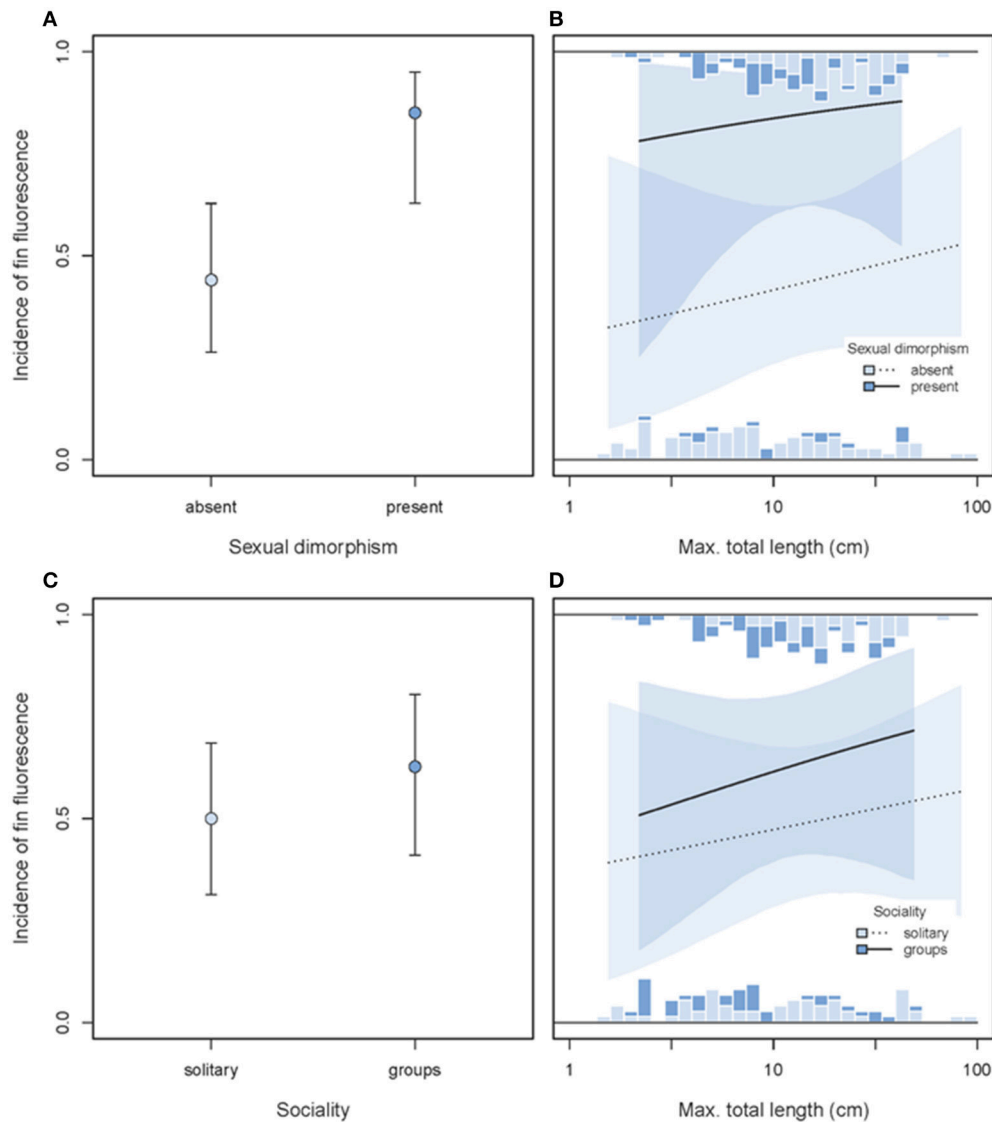 A
B
Incidence of fin fluorescence
1.0
0.5
0.0
absent
present
Sexual dimorphism
Sexual dimorphism
absent
present
1
10
100
Max. total length (cm)
C
D
Incidence of fin fluorescence
1.0
0.5
0.0
solitary
groups
Sociality
Sociality
solitary
groups
1
10
100
Max. total length (cm)